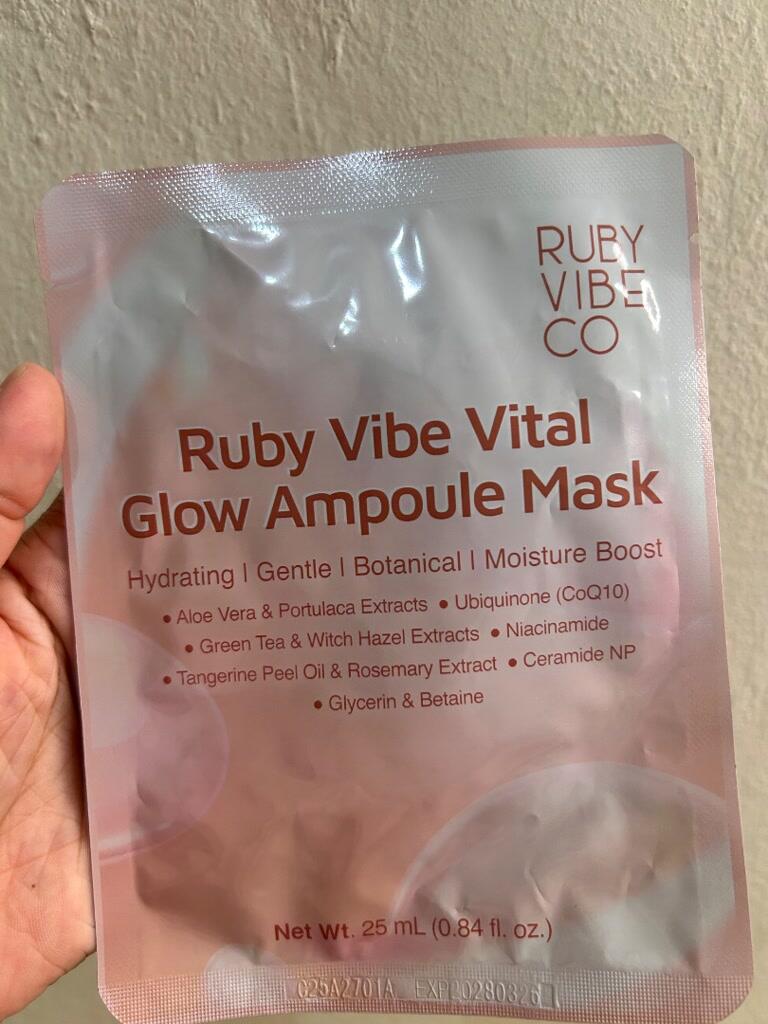 RUBY
VIBE
CO
Ruby Vibe Vital
Glow Ampoule Mask
Hydrating | Gentle | Botanical | Moisture Boost
• Aloe Vera & Portulaca Extracts • Ubiquinone (CoQ10)
• Green Tea & Witch Hazel Extracts • Niacinamide
• Tangerine Peel Oil & Rosemary Extract • Ceramide NP
• Glycerin & Betaine
Net Wt. 25 mL (0.84 fl. oz.)
C25A2701A EXP20280326